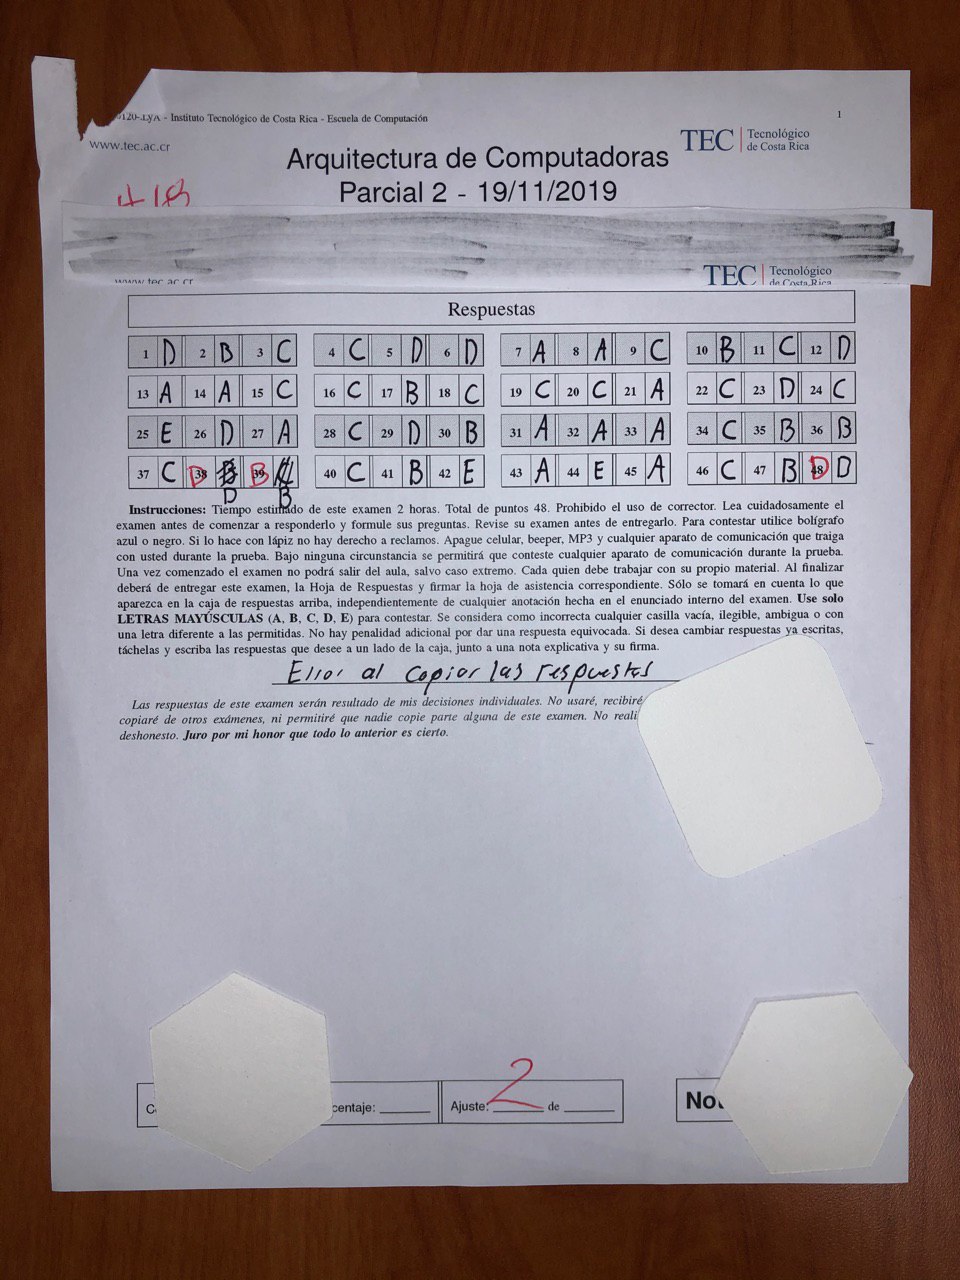 - Instituto Tecnológico de Costa Rica - Escuela de Computación
1
www.tec.ac.cr
TEC Tecnológico
de Costa Rica
Arquitectura de Computadoras
Parcial 2 - 19/11/2019
www.tec.ac.cr
TEC Tecnológico
de Costa Rica
Respuestas
1 D 2 B 3 C 4 C 5 D 6 D 7 A 8 A 9 C 10 B 11 C 12 D
13 A 14 A 15 C 16 C 17 B 18 C 19 C 20 C 21 A 22 C 23 D 24 C
25 E 26 D 27 A 28 C 29 D 30 B 31 A 32 A 33 A 34 C 35 B 36 B
37 C D 38 B B 39 40 C 41 B 42 E 43 A 44 E 45 A 46 C 47 B D 48 D
D B
Instrucciones: Tiempo estimado de este examen 2 horas. Total de puntos 48. Prohibido el uso de corrector. Lea cuidadosamente el
examen antes de comenzar a responderlo y formule sus preguntas. Revise su examen antes de entregarlo. Para contestar utilice bolígrafo
azul o negro. Si lo hace con lápiz no hay derecho a reclamos. Apague celular, beeper, MP3 y cualquier aparato de comunicación que traiga
con usted durante la prueba. Bajo ninguna circunstancia se permitirá que conteste cualquier aparato de comunicación durante la prueba.
Una vez comenzado el examen no podrá salir del aula, salvo caso extremo. Cada quien debe trabajar con su propio material. Al finalizar
deberá de entregar este examen, la Hoja de Respuestas y firmar la hoja de asistencia correspondiente. Sólo se tomará en cuenta lo que
aparezca en la caja de respuestas arriba, independientemente de cualquier anotación hecha en el enunciado interno del examen. Use solo
LETRAS MAYÚSCULAS (A, B, C, D, E) para contestar. Se considera como incorrecta cualquier casilla vacía, ilegible, ambigua o con
una letra diferente a las permitidas. No hay penalidad adicional por dar una respuesta equivocada. Si desea cambiar respuestas ya escritas,
táchelas y escriba las respuestas que desee a un lado de la caja, junto a una nota explicativa y su firma.
Error al copiar las respuestas
Las respuestas de este examen serán resultado de mis decisiones individuales. No usaré, recibiré
copiaré de otros exámenes, ni permitiré que nadie copie parte alguna de este examen. No reali
deshonesto. Juro por mi honor que todo lo anterior es cierto.
centaje: Ajuste: 2 de